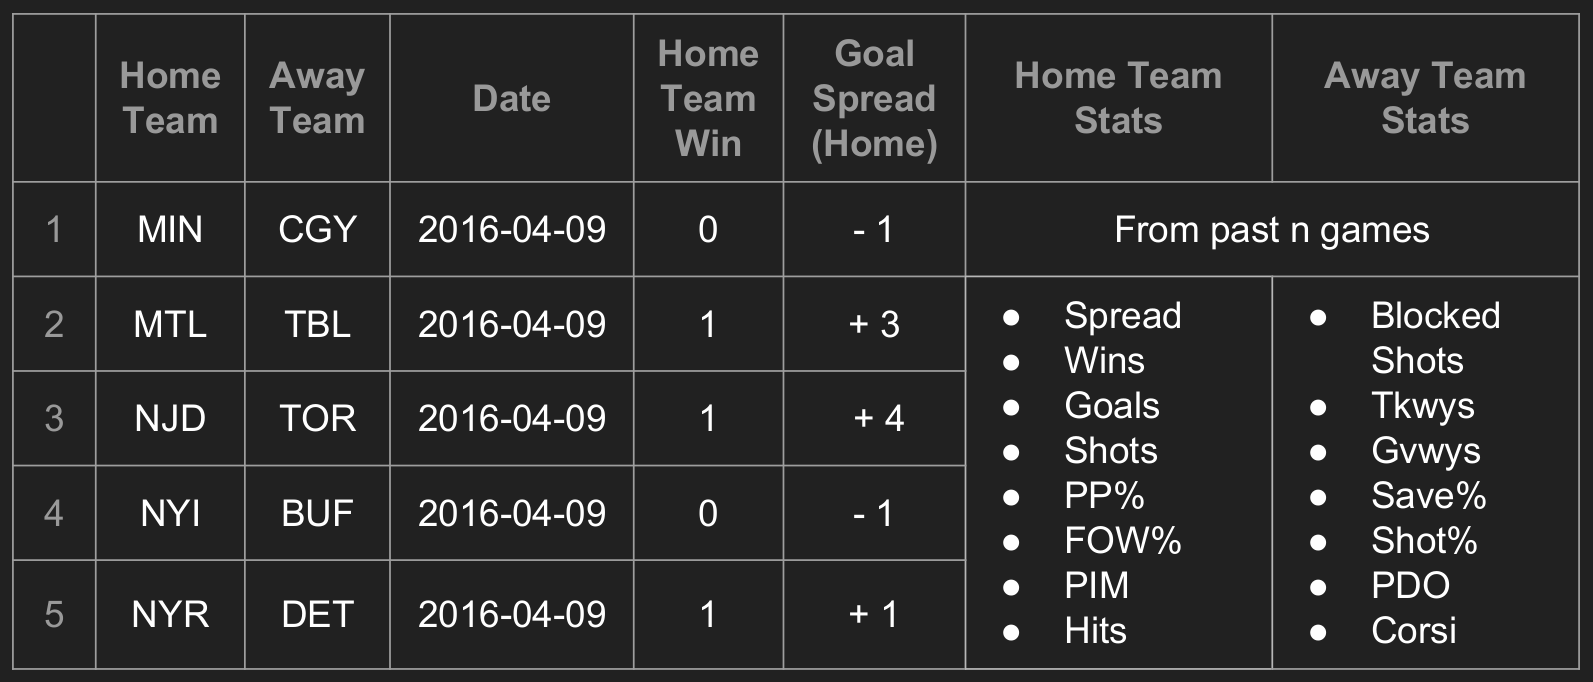 Home
Team
Away
Team
Date
Home
Team
Win
Goal
Spread
(Home)
Home Team
Stats
Away Team
Stats
1 MIN CGY 2016-04-09 0 - 1 From past n games
2 MTL TBL 2016-04-09 1 + 3
3 NJD TOR 2016-04-09 1 + 4
4 NYI BUF 2016-04-09 0 - 1
5 NYR DET 2016-04-09 1 + 1
● Spread
● Wins
● Goals
● Shots
● PP%
● FOW%
● PIM
● Hits
● Blocked
Shots
● Tkwys
● Gvwys
● Save%
● Shot%
● PDO
● Corsi